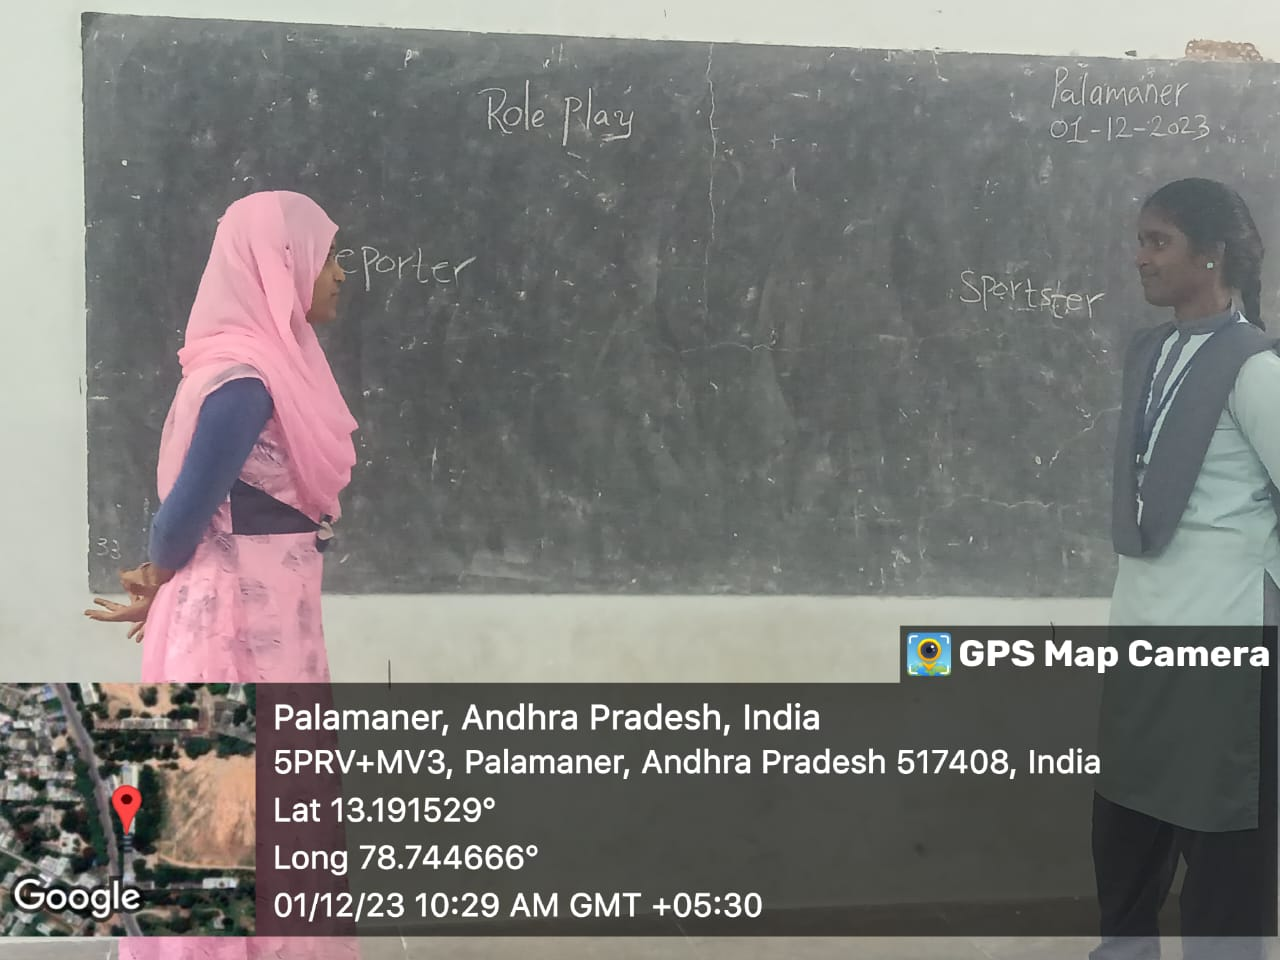 Role Play
Palamaner
01-12-2023
eporter
Sportster
33
GPS Map Camera
Palamaner, Andhra Pradesh, India
5PRV+MV3, Palamaner, Andhra Pradesh 517408, India
Lat 13.191529°
Long 78.744666°
01/12/23 10:29 AM GMT +05:30
Google